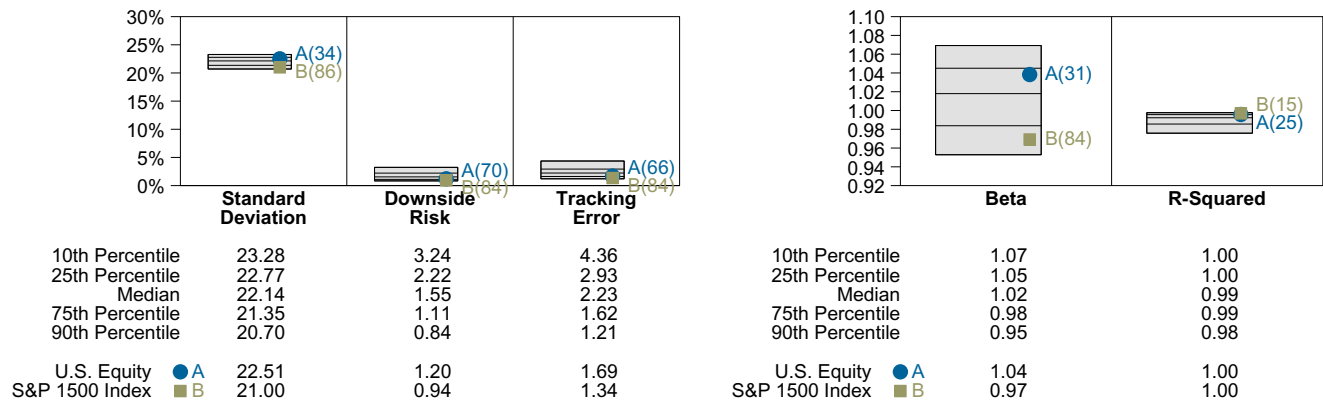 30%
25%
20%
15%
10%
5%
0%
A(34)
B(86)
A(70)
B(84)
A(66)
B(84)
Standard Deviation
Downside Risk
Tracking Error
10th Percentile 23.28 3.24 4.36
25th Percentile 22.77 2.22 2.93
Median 22.14 1.55 2.23
75th Percentile 21.35 1.11 1.62
90th Percentile 20.70 0.84 1.21
U.S. Equity A 22.51 1.20 1.69
S&P 1500 Index B 21.00 0.94 1.34
1.10
1.08
1.06
1.04
1.02
1.00
0.98
0.96
0.94
0.92
A(31)
B(84)
B(15)
A(25)
Beta R-Squared
10th Percentile 1.07 1.00
25th Percentile 1.05 1.00
Median 1.02 0.99
75th Percentile 0.98 0.99
90th Percentile 0.95 0.98
U.S. Equity A 1.04 1.00
S&P 1500 Index B 0.97 1.00